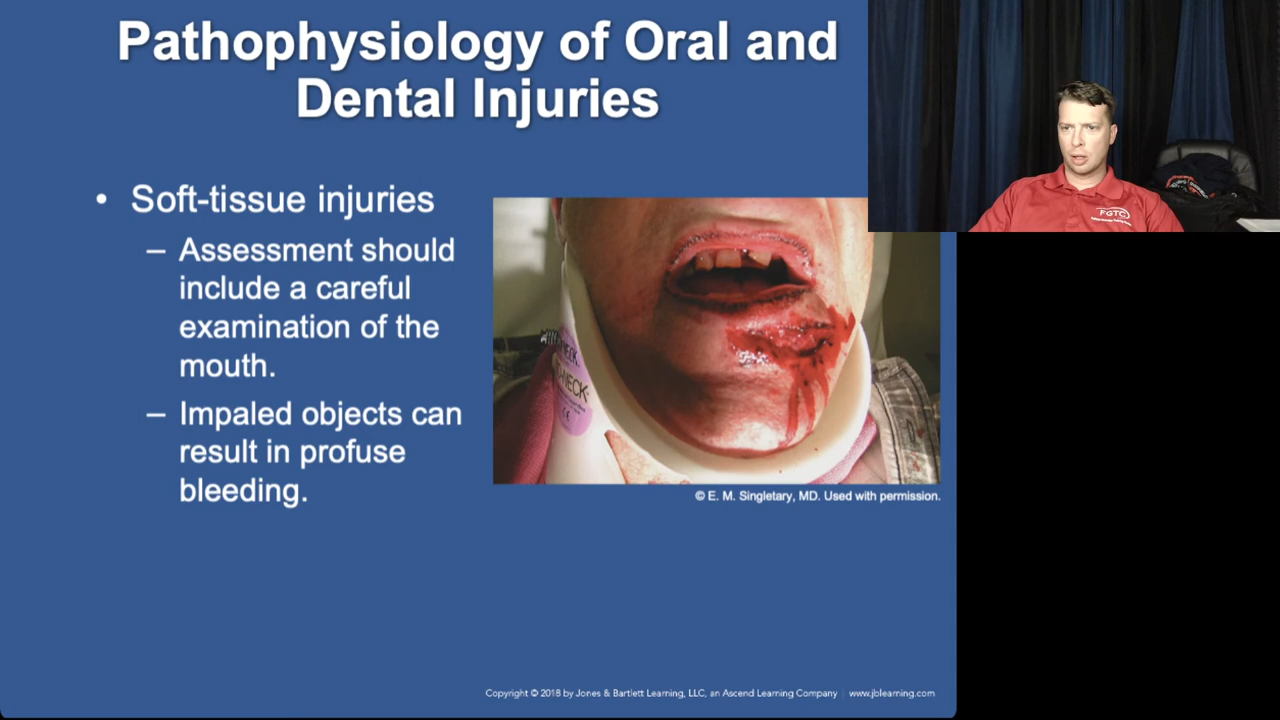 Pathophysiology of Oral and
Dental Injuries
• Soft-tissue injuries
– Assessment should
include a careful
examination of the
mouth.
– Impaled objects can
result in profuse
bleeding.
NECK
© E. M. Singletary, MD. Used with permission.
Copyright © 2018 by Jones & Bartlett Learning, LLC, an Ascend Learning Company | www.jblearning.com